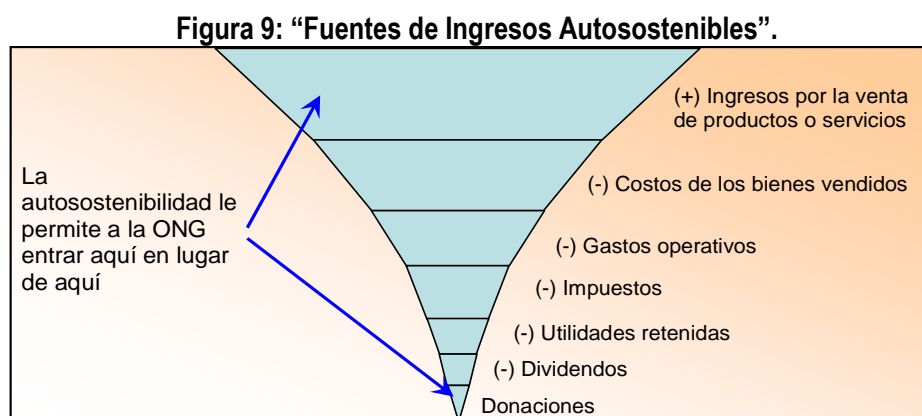 Figura 9: “Fuentes de Ingresos Autosostenibles”.
(+) Ingresos por la venta
de productos o servicios
La
autosostenibilidad le
permite a la ONG
entrar aquí en lugar
de aquí
(-) Costos de los bienes vendidos
(-) Gastos operativos
(-) Impuestos
(-) Utilidades retenidas
(-) Dividendos
Donaciones